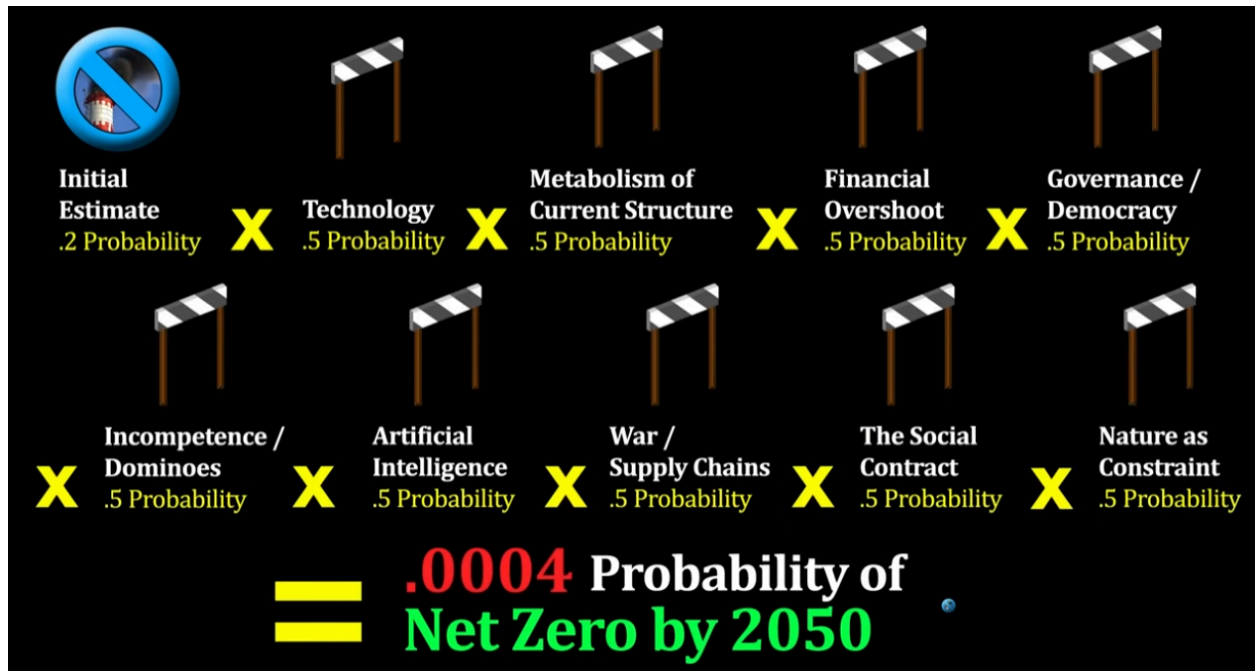 Initial
Estimate
.2 Probability
X
Technology
.5 Probability
X
Metabolism of
Current Structure
.5 Probability
X
Financial
Overshoot
.5 Probability
X
Governance /
Democracy
.5 Probability
X
Incompetence /
Dominoes
.5 Probability
X
Artificial
Intelligence
.5 Probability
X
War /
Supply Chains
.5 Probability
X
The Social
Contract
.5 Probability
X
Nature as
Constraint
.5 Probability
= .0004 Probability of
Net Zero by 2050